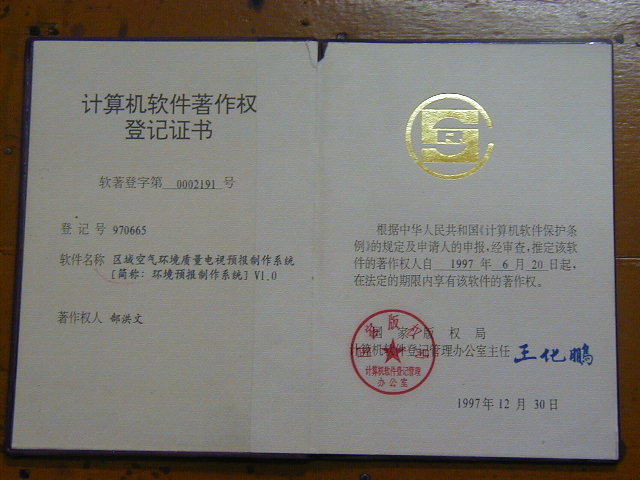 计算机软件著作权
登记证书
软著登字第 0002191 号
登 记 号 970665
软件名称 区域空气环境质量电视预报制作系统
[简称：环境预报制作系统] V1.0
著作权人 郝洪文
SR
根据中华人民共和国《计算机软件保护条
例》的规定及申请人的申报，经审查，推定该软
件的著作权人自 1997 年 6 月 20 日起，
在法定的期限内享有该软件的著作权。
国 家 版 权 局
计算机软件登记管理办公室主任 王化鹏
计算机软件登记管理
办公室
1997年12月30日